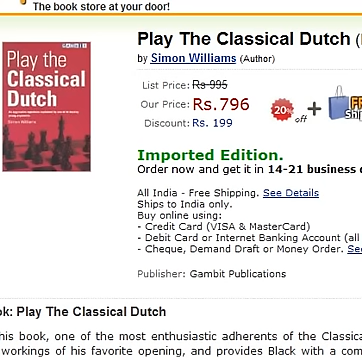 The book store at your door!
Play The Classical Dutch (
by Simon Williams (Author)
Play the
Classical
Dutch
Simon Williams
List Price: Rs 995
Our Price: Rs.796
Discount: Rs. 199
20%
off
+
Imported Edition.
Order now and get it in 14-21 business
All India - Free Shipping. See Details
Ships to India only.
Buy online using:
- Credit Card (VISA & MasterCard)
- Debit Card or Internet Banking Account (all
- Cheque, Demand Draft or Money Order. Se
Publisher: Gambit Publications
k: Play The Classical Dutch
his book, one of the most enthusiastic adherents of the Classica
workings of his favorite opening, and provides Black with a com